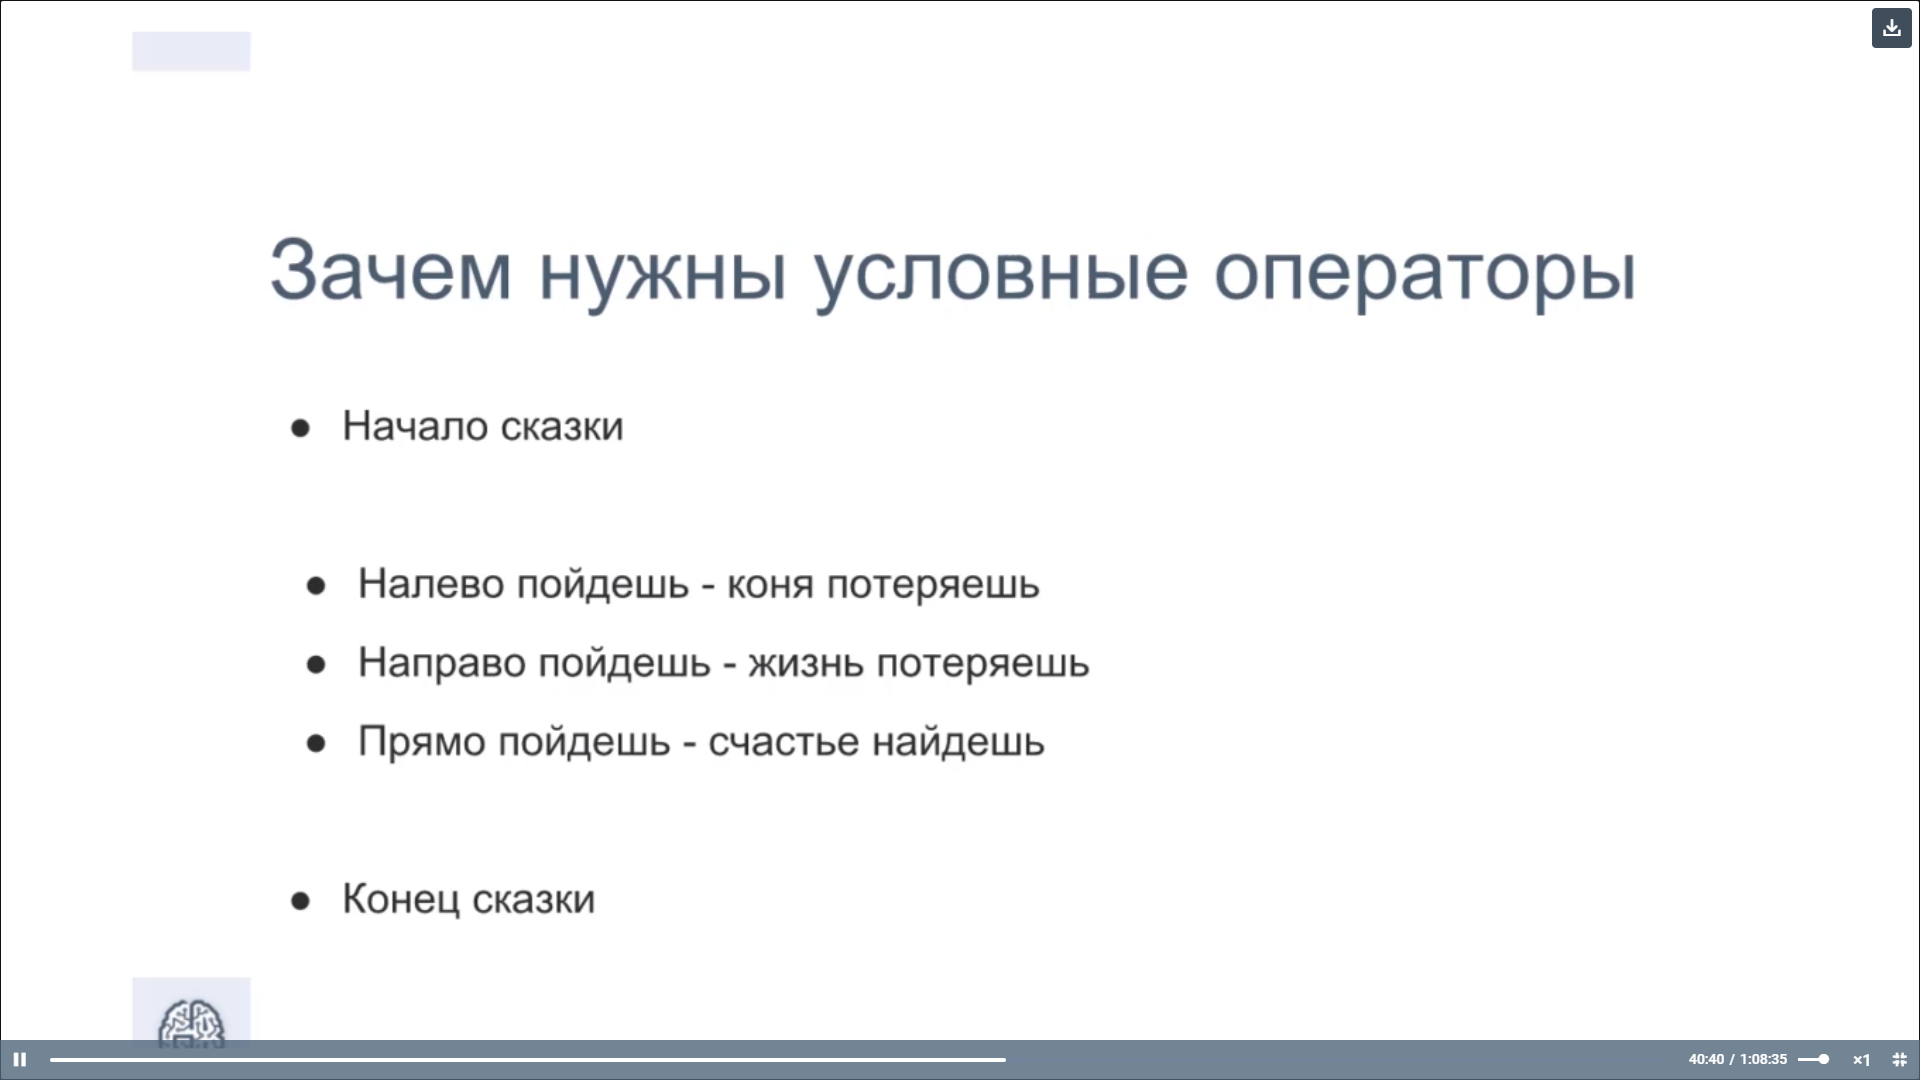 Зачем нужны условные операторы
● Начало сказки
● Налево пойдешь - коня потеряешь
● Направо пойдешь - жизнь потеряешь
● Прямо пойдешь - счастье найдешь
● Конец сказки
40:40 / 1:08:35 ×1